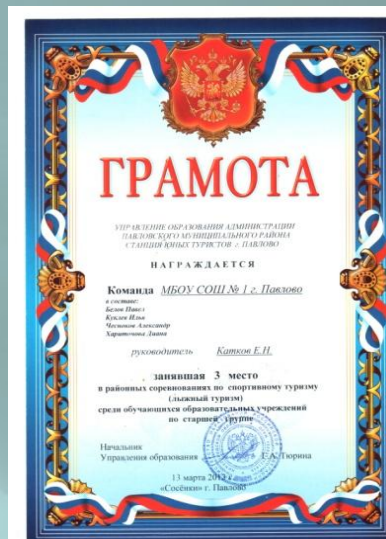 ГРАМОТА
УПРАВЛЕНИЕ ОБРАЗОВАНИЯ АДМИНИСТРАЦИИ
ПАВЛОВСКОГО МУНИЦИПАЛЬНОГО РАЙОНА
СТАНЦИЯ ЮНЫХ ТУРИСТОВ г. ПАВЛОВО
НАГРАЖДАЕТСЯ
Команда МБОУ СОШ № 1 г. Павлово
в составе:
Белов Павел
Куклев Илья
Чесноков Александр
Харитонова Лиана
руководитель Катков Е.Н.
занявшая 3 место
в районных соревнованиях по спортивному туризму
(лыжный туризм)
среди обучающихся образовательных учреждений
по старшей группе
Начальник
Управления образования Тюрина
13 марта
«Сосёнки» г. Павлово